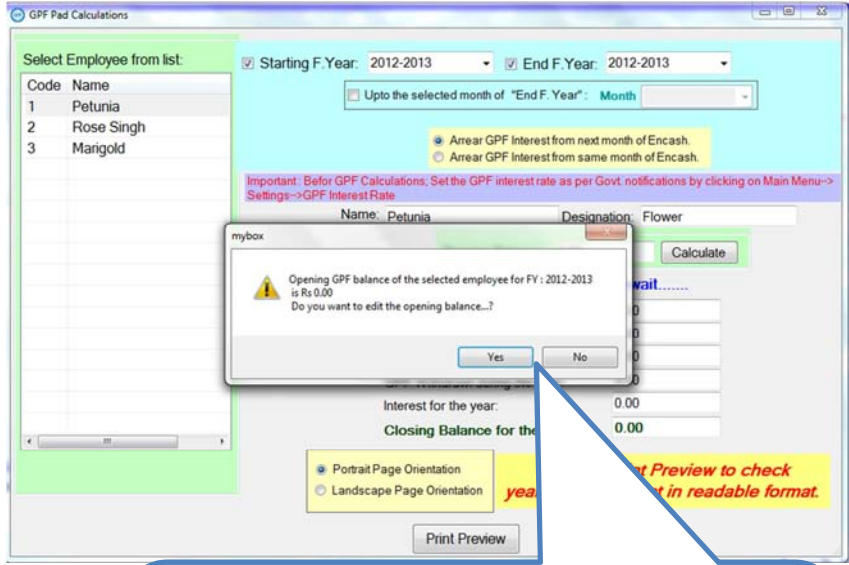 GPF Pad Calculations
Select Employee from list:
Code Name
1 Petunia
2 Rose Singh
3 Marigold
Starting F.Year: 2012-2013 End F.Year: 2012-2013
Upto the selected month of "End F. Year" : Month
Arrear GPF Interest from next month of Encash.
Arrear GPF Interest from same month of Encash.
Important : Befor GPF Calculations; Set the GPF interest rate as per Govt. notifications by clicking on Main Menu-->
Settings-->GPF Interest Rate
Name: Petunia Designation: Flower
Calculate
mybox
Opening GPF balance of the selected employee for FY : 2012-2013
is Rs 0.00
Do you want to edit the opening balance...?
Yes No
wait.......
Interest for the year: 0.00
Closing Balance for the 0.00
Portrait Page Orientation
Landscape Page Orientation
Preview to check
in readable format.
Print Preview